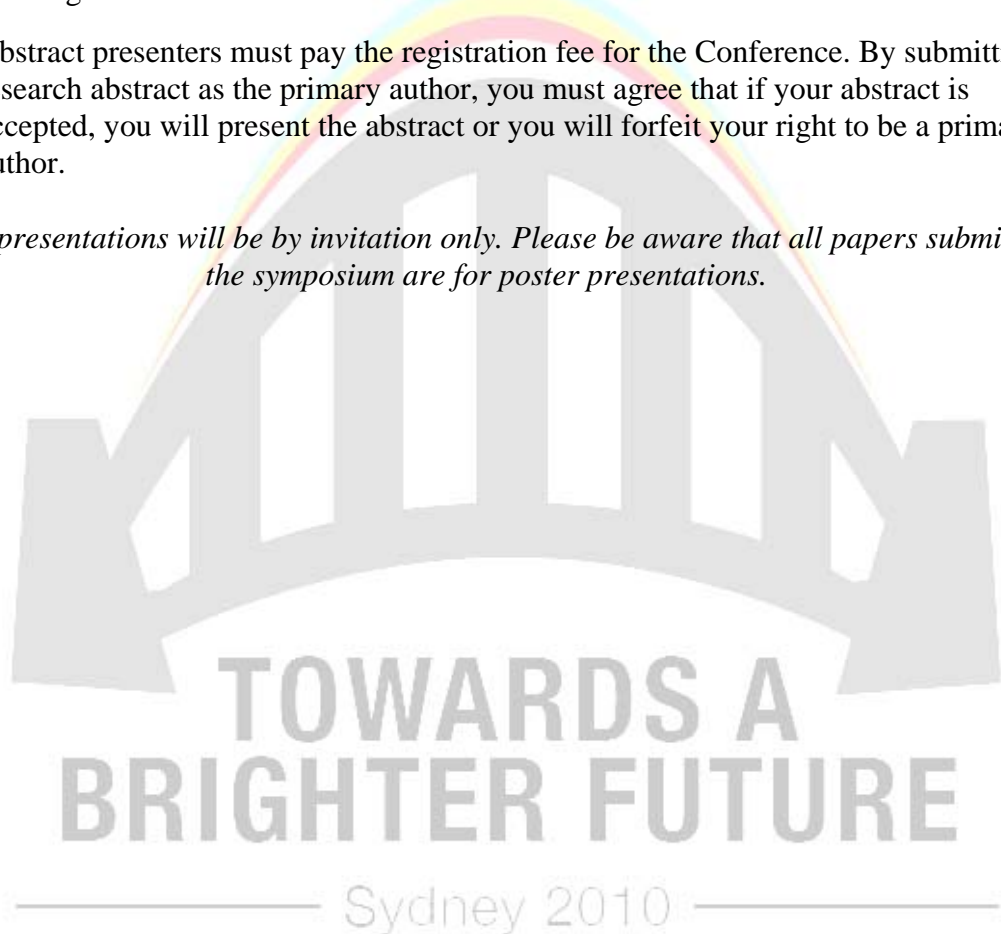 bstract presenters must pay the registration fee for the Conference. By submitti
search abstract as the primary author, you must agree that if your abstract is
ccepted, you will present the abstract or you will forfeit your right to be a prima
uthor.
presentations will be by invitation only. Please be aware that all papers submi
the symposium are for poster presentations.
TOWARDS A
BRIGHTER FUTURE
Sydney 2010